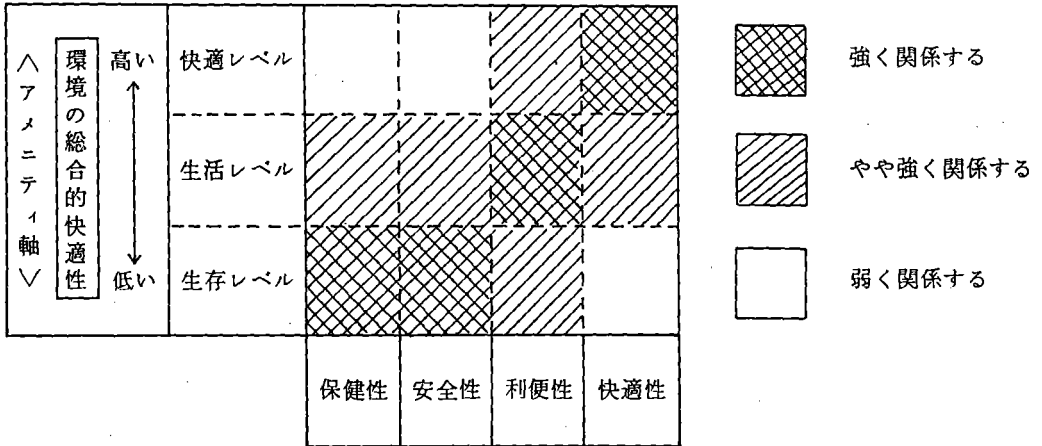 〈アメニティ軸〉
環境の総合的快適性
高い
低い
快適レベル
生活レベル
生存レベル
保健性
安全性
利便性
快適性
強く関係する
やや強く関係する
弱く関係する